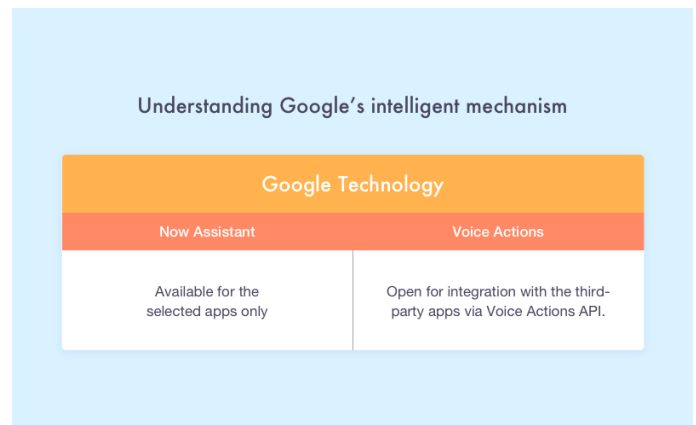 Understanding Google's intelligent mechanism
Google Technology
Now Assistant
Voice Actions
Available for the
selected apps only
Open for integration with the third-
party apps via Voice Actions API.